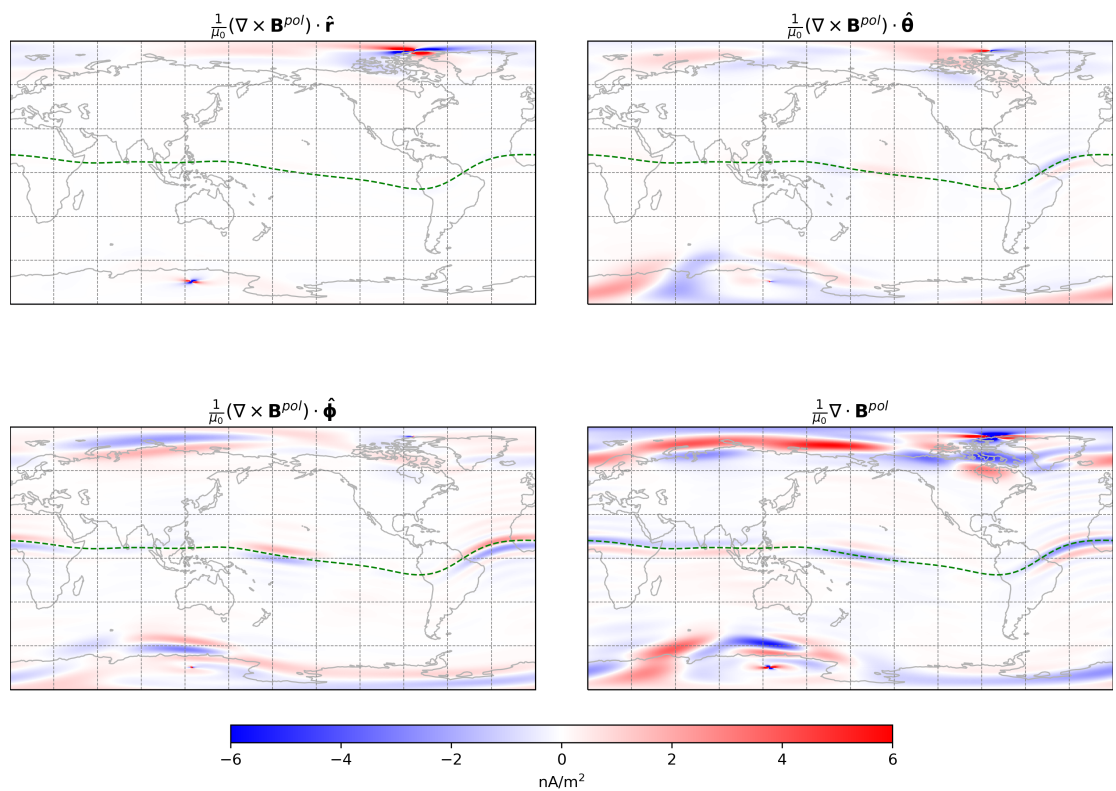 1/μ₀ (∇ × B^pol) · r̂
1/μ₀ (∇ × B^pol) · θ̂
1/μ₀ (∇ × B^pol) · ϕ̂
1/μ₀ ∇ · B^pol
−6 −4 −2 0 2 4 6
nA/m²